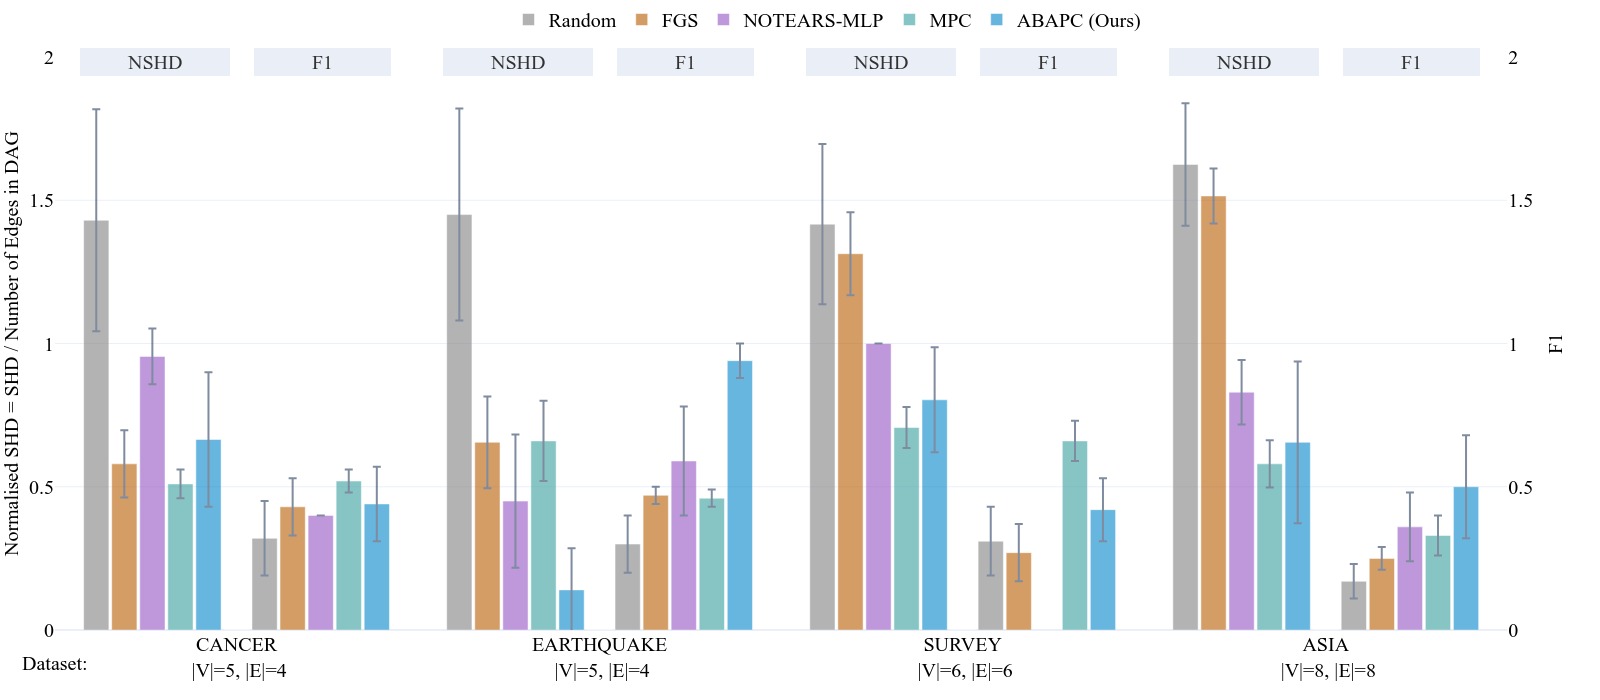 Random FGS NOTEARS-MLP MPC ABAPC (Ours)
2 NSHD F1 NSHD F1 NSHD F1 NSHD F1 2
1.5 1.5
1 1
0.5 0.5
0 0
Normalised SHD = SHD / Number of Edges in DAG
F1
CANCER EARTHQUAKE SURVEY ASIA
Dataset: |V|=5, |E|=4 |V|=5, |E|=4 |V|=6, |E|=6 |V|=8, |E|=8